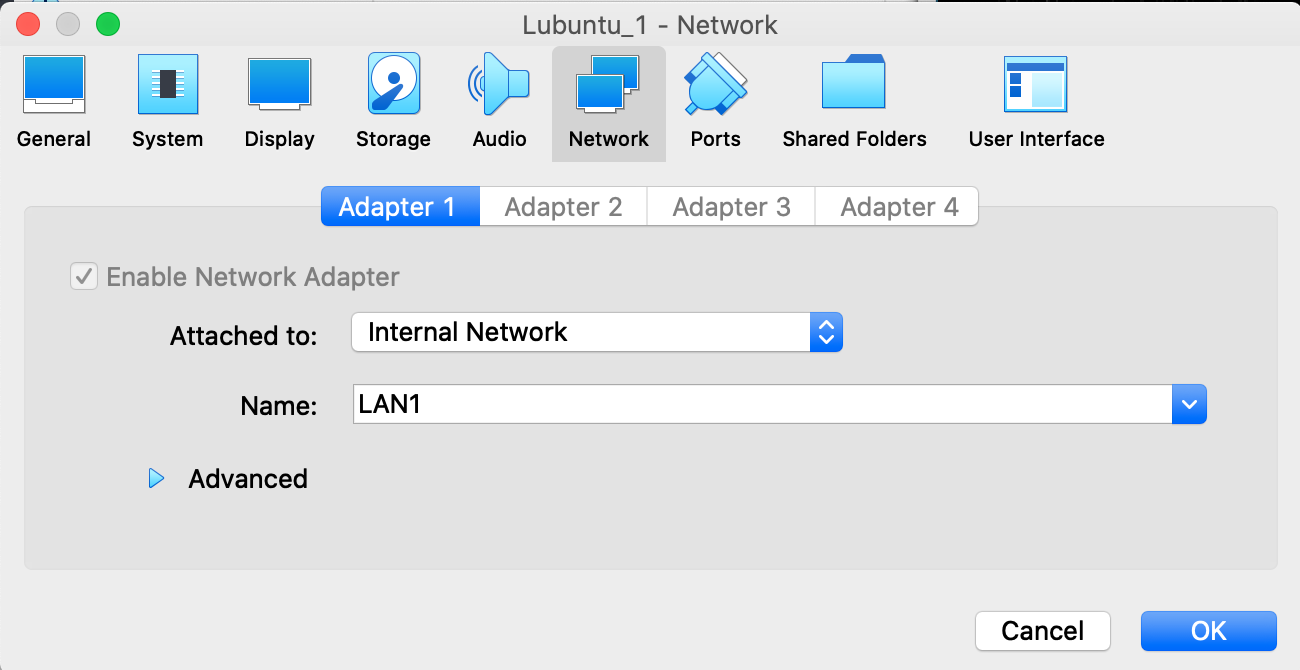 Lubuntu_1 - Network
General System Display Storage Audio Network Ports Shared Folders User Interface
Adapter 1 Adapter 2 Adapter 3 Adapter 4
Enable Network Adapter
Attached to: Internal Network
Name: LAN1
Advanced
Cancel OK